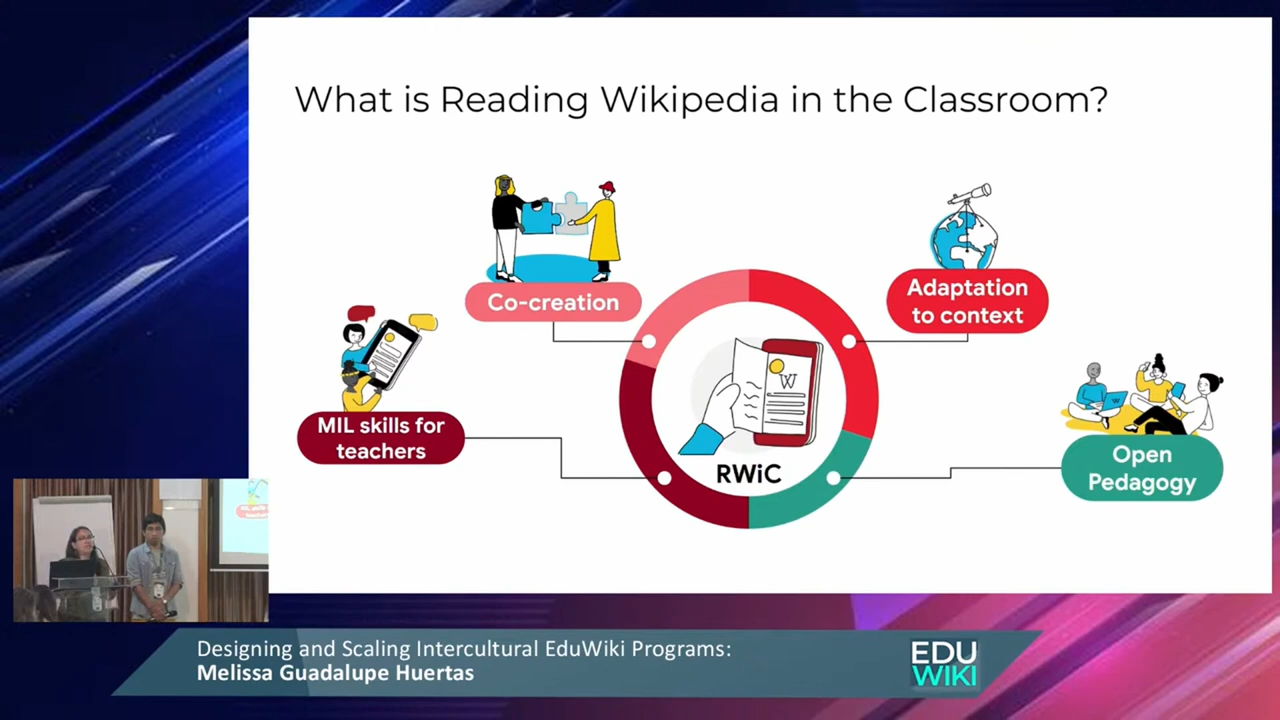 What is Reading Wikipedia in the Classroom?
Co-creation
Adaptation
to context
MIL skills for
teachers
W
RWiC
W
Open
Pedagogy
Designing and Scaling Intercultural EduWiki Programs:
Melissa Guadalupe Huertas
EDU
WIKI